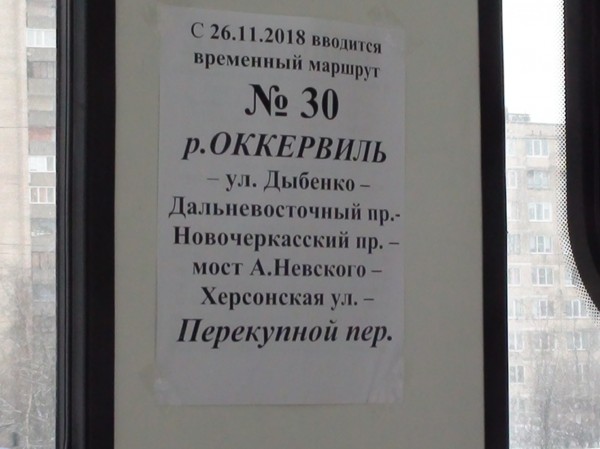 С 26.11.2018 вводится
временный маршрут
№ 30
р.ОККЕРВИЛЬ
– ул. Дыбенко –
Дальневосточный пр.-
Новочеркасский пр. –
мост А.Невского –
Херсонская ул. –
Перекупной пер.